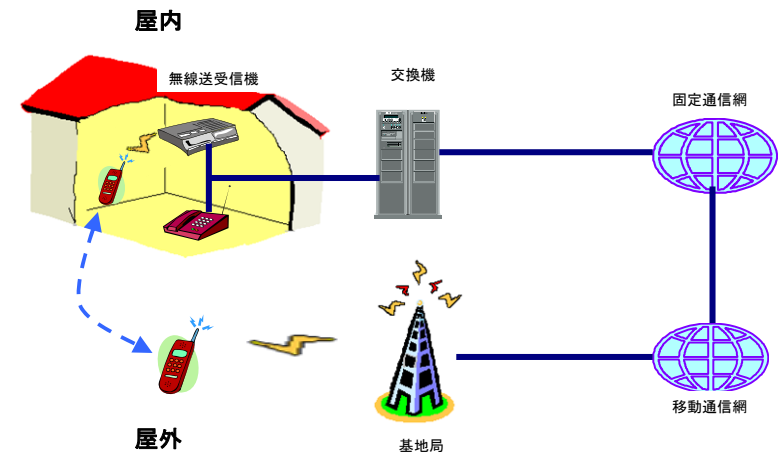 屋内
無線送受信機
交換機
固定通信網
移動通信網
基地局
屋外